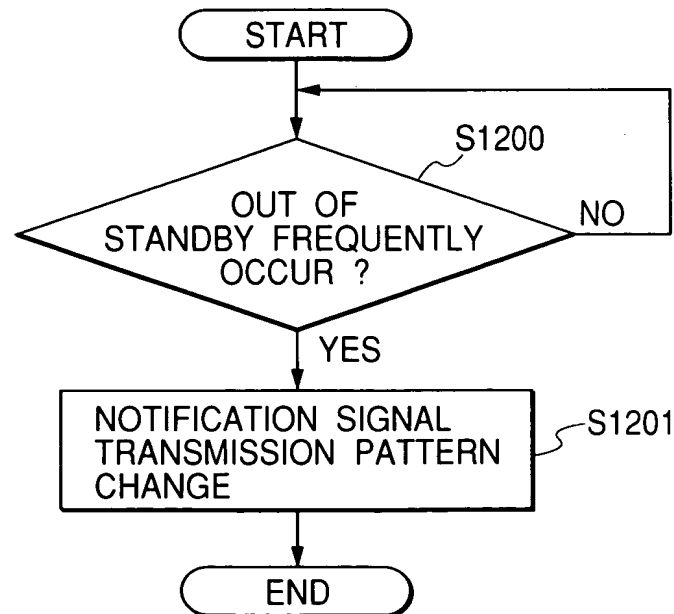 START
S1200
OUT OF
STANDBY FREQUENTLY
OCCUR ?
NO
YES
NOTIFICATION SIGNAL
TRANSMISSION PATTERN
CHANGE
S1201
END